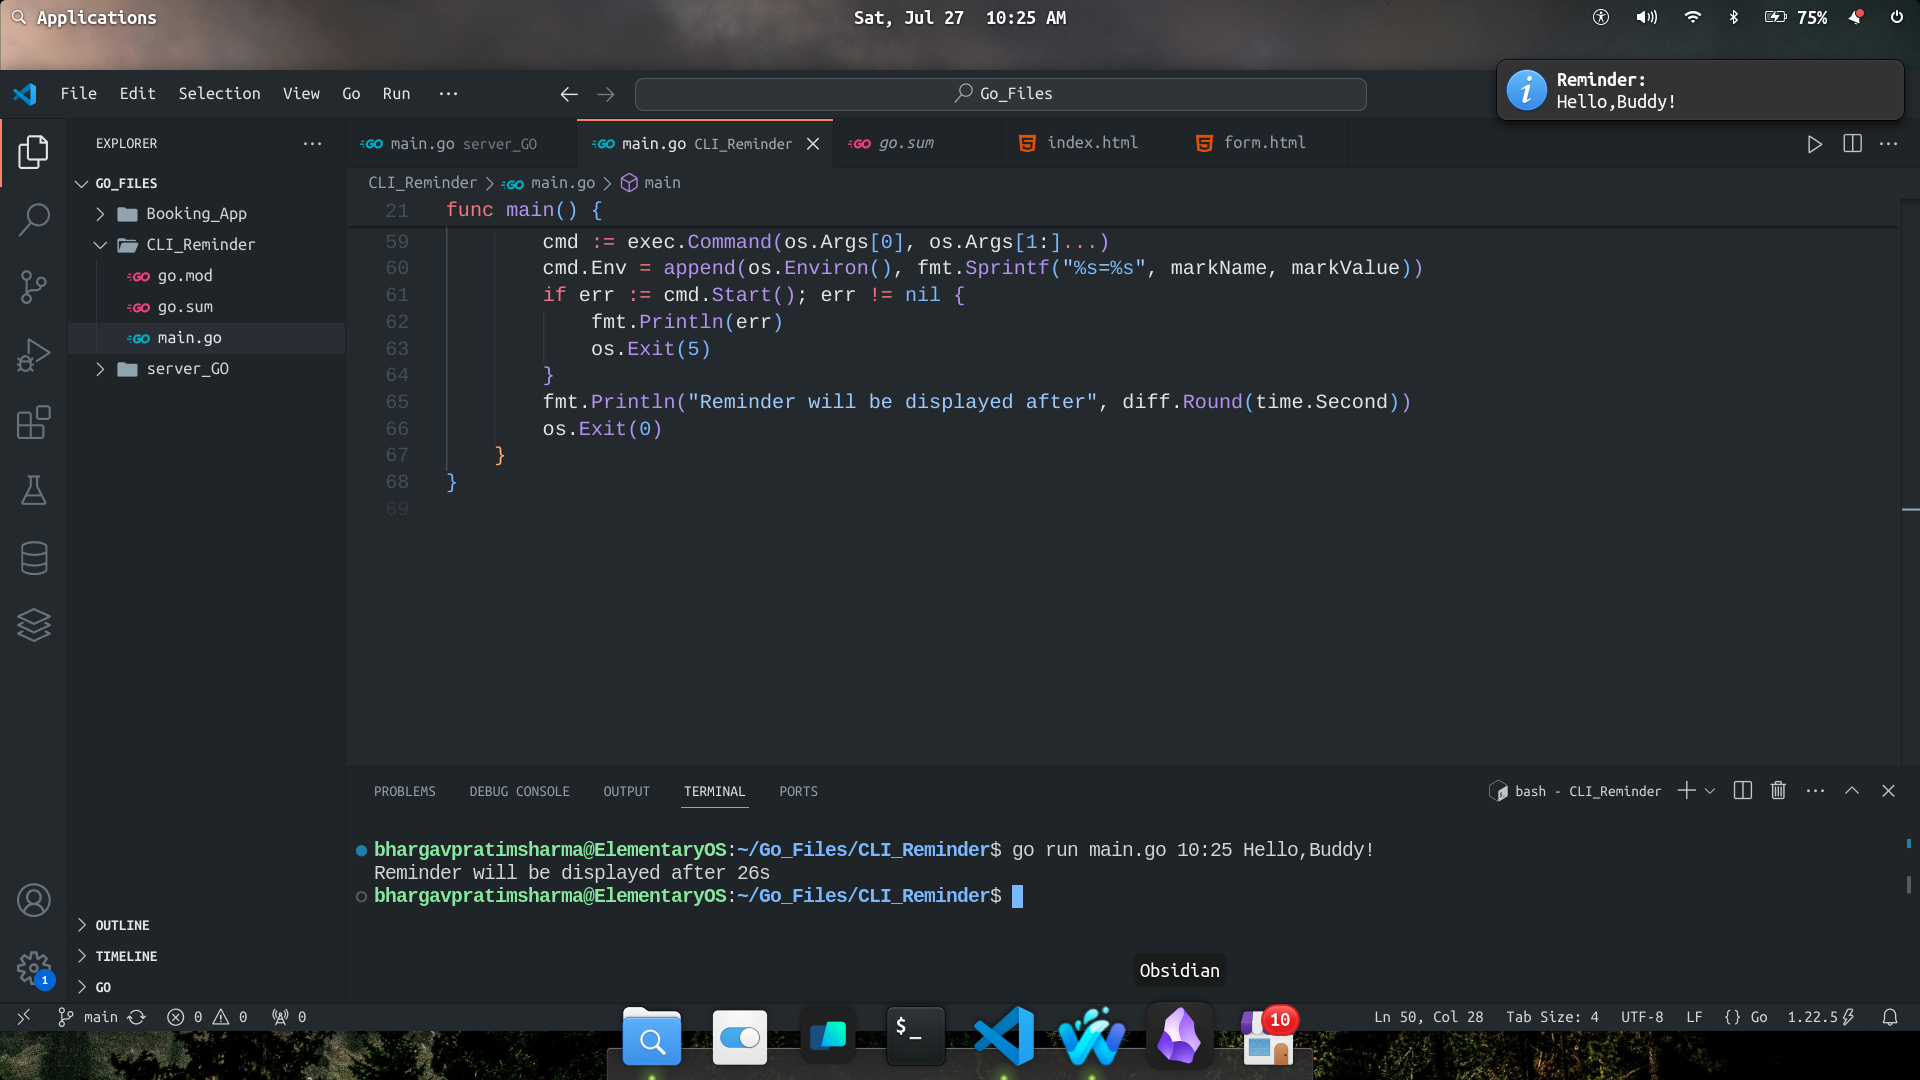 Applications
Sat, Jul 27 10:25 AM
75%
File Edit Selection View Go Run ···
Go_Files
Reminder:
Hello,Buddy!
EXPLORER
main.go server_GO
main.go CLI_Reminder
go.sum
index.html
form.html
GO_FILES
Booking_App
CLI_Reminder
go.mod
go.sum
main.go
server_GO
CLI_Reminder > main.go > main
21 func main() {
59 cmd := exec.Command(os.Args[0], os.Args[1:]...)
60 cmd.Env = append(os.Environ(), fmt.Sprintf("%s=%s", markName, markValue))
61 if err := cmd.Start(); err != nil {
62 fmt.Println(err)
63 os.Exit(5)
64 }
65 fmt.Println("Reminder will be displayed after", diff.Round(time.Second))
66 os.Exit(0)
67 }
68 }
69
PROBLEMS DEBUG CONSOLE OUTPUT TERMINAL PORTS
bash - CLI_Reminder
bhargavpratimsharma@ElementaryOS:~/Go_Files/CLI_Reminder$ go run main.go 10:25 Hello,Buddy!
Reminder will be displayed after 26s
bhargavpratimsharma@ElementaryOS:~/Go_Files/CLI_Reminder$
OUTLINE
TIMELINE
GO
1
Obsidian
$_
10
main 0 0 0
Ln 50, Col 28 Tab Size: 4 UTF-8 LF {} Go 1.22.5